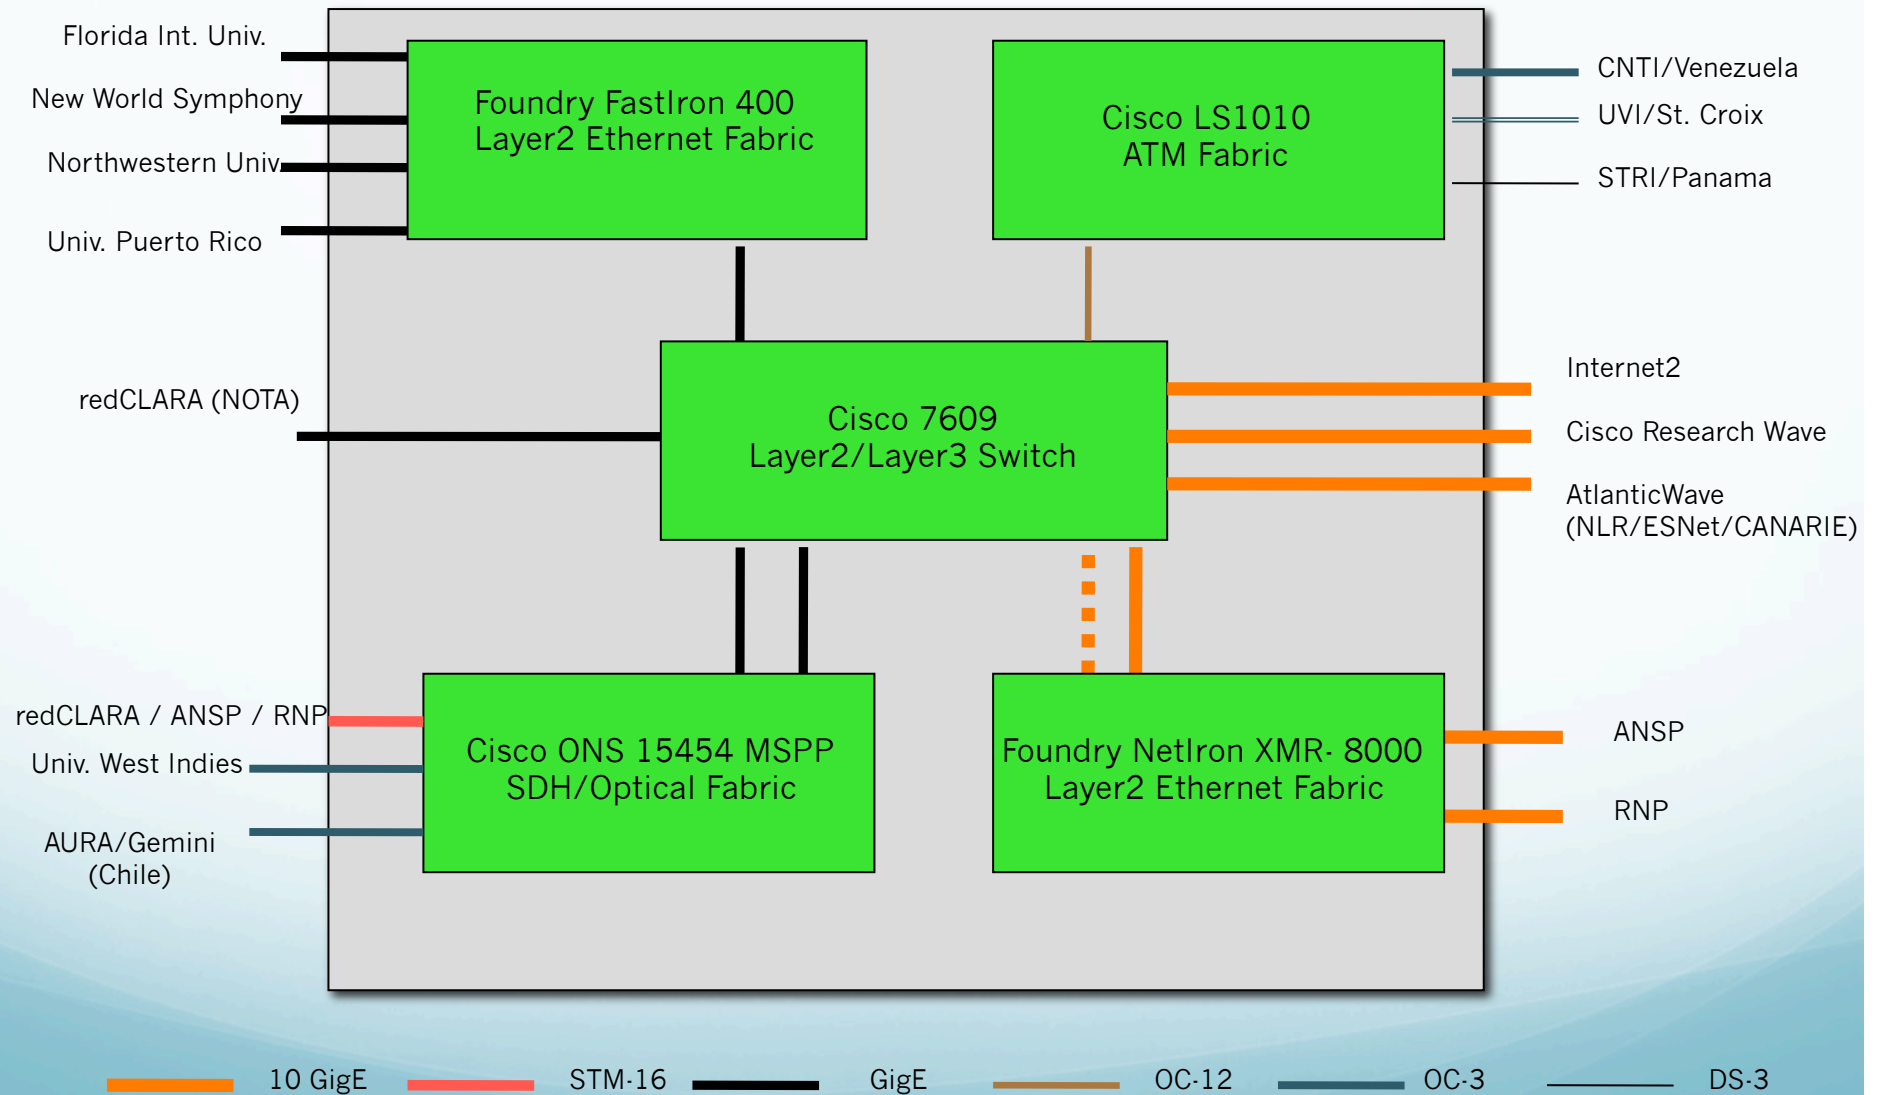 Florida Int. Univ.
New World Symphony
Northwestern Univ.
Univ. Puerto Rico
Foundry FastIron 400
Layer2 Ethernet Fabric
Cisco LS1010
ATM Fabric
CNTI/Venezuela
UVI/St. Croix
STRI/Panama
redCLARA (NOTA)
Cisco 7609
Layer2/Layer3 Switch
Internet2
Cisco Research Wave
AtlanticWave
(NLR/ESNet/CANARIE)
redCLARA / ANSP / RNP
Univ. West Indies
AURA/Gemini
(Chile)
Cisco ONS 15454 MSPP
SDH/Optical Fabric
Foundry NetIron XMR- 8000
Layer2 Ethernet Fabric
ANSP
RNP
10 GigE
STM-16
GigE
OC-12
OC-3
DS-3